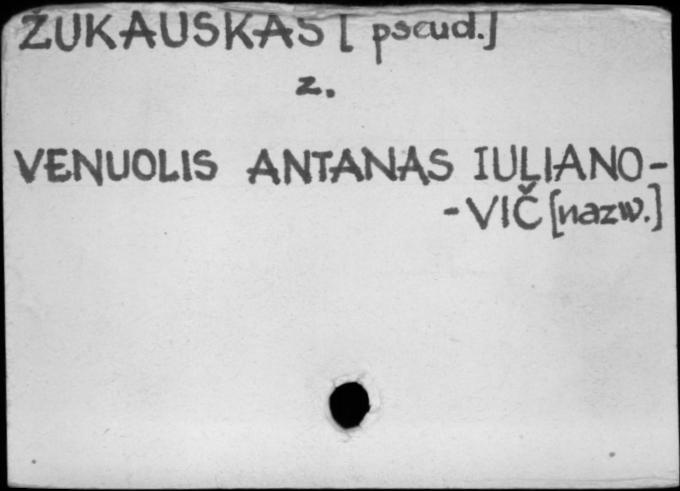 ŽUKAUSKAS [pseud.]
z.
VENUOLIS ANTANAS IULIANO-
-VIČ [nazw.]